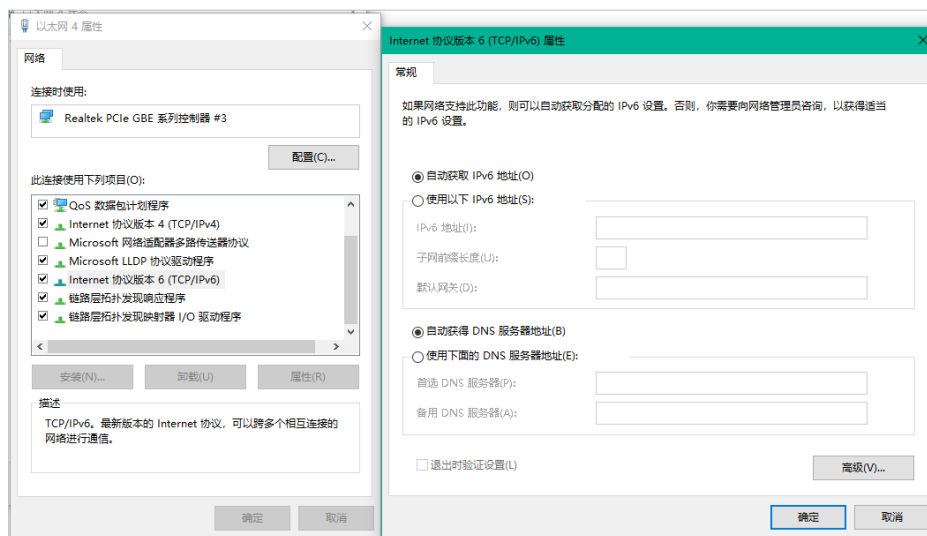 以太网 4 属性
网络
连接时使用:
Realtek PCIe GBE 系列控制器 #3
配置(C)...
此连接使用下列项目(O):
QoS 数据包计划程序
Internet 协议版本 4 (TCP/IPv4)
Microsoft 网络适配器多路传送器协议
Microsoft LLDP 协议驱动程序
Internet 协议版本 6 (TCP/IPv6)
链路层拓扑发现响应程序
链路层拓扑发现映射器 I/O 驱动程序
安装(N)...
卸载(U)
属性(R)
描述
TCP/IPv6。最新版本的 Internet 协议，可以跨多个相互连接的
网络进行通信。
确定
取消
Internet 协议版本 6 (TCP/IPv6) 属性
常规
如果网络支持此功能，则可以自动获取分配的 IPv6 设置。否则，你需要向网络管理员咨询，以获得适当
的 IPv6 设置。
自动获取 IPv6 地址(O)
使用以下 IPv6 地址(S):
IPv6 地址(I):
子网前缀长度(U):
默认网关(D):
自动获得 DNS 服务器地址(B)
使用下面的 DNS 服务器地址(E):
首选 DNS 服务器(P):
备用 DNS 服务器(A):
退出时验证设置(L)
高级(V)...
确定
取消